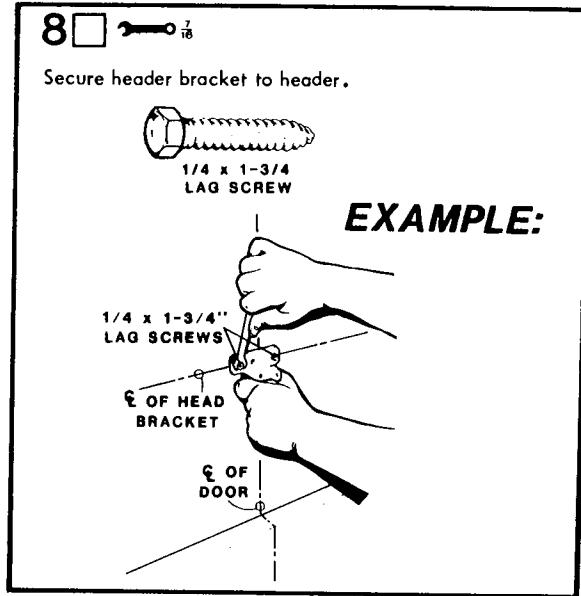 8 7/16
Secure header bracket to header.
1/4 x 1-3/4
LAG SCREW
EXAMPLE:
1/4 x 1-3/4"
LAG SCREWS
℄ OF HEAD
BRACKET
℄ OF
DOOR